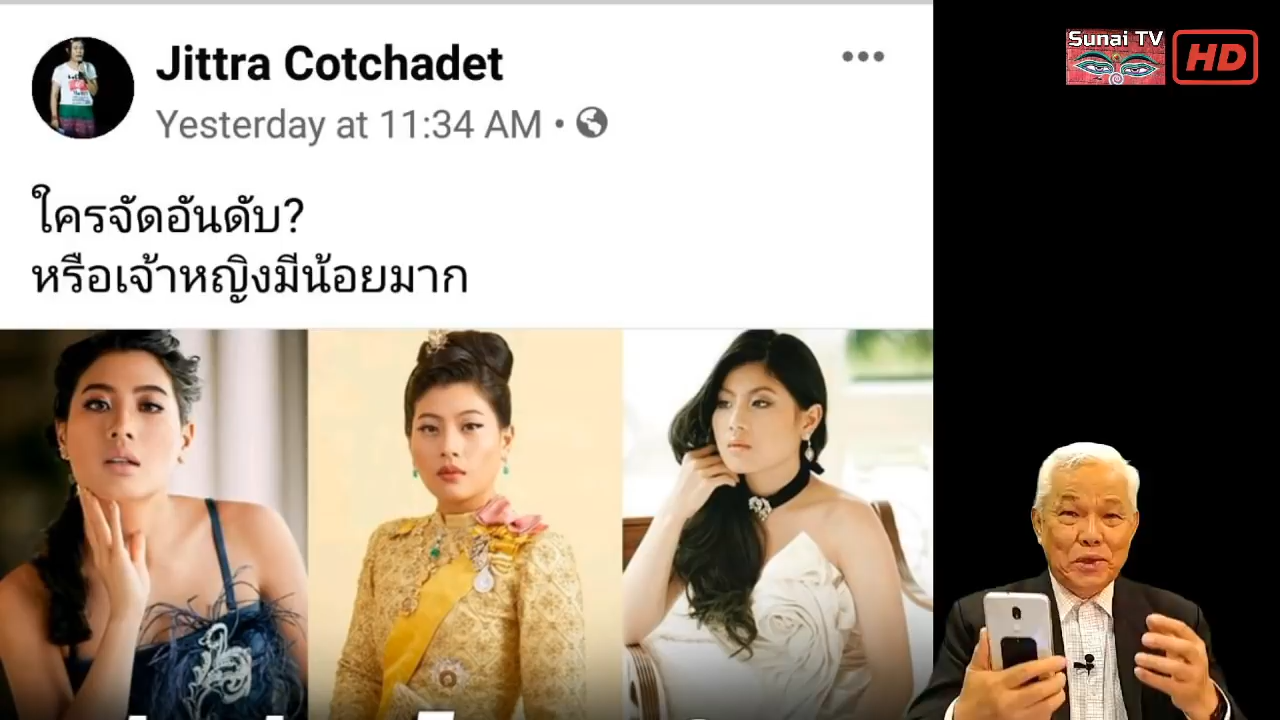 Jittra Cotchadet
Yesterday at 11:34 AM •
ใครจัดอันดับ?
หรือเจ้าหญิงมีน้อยมาก
Sunai TV
HD